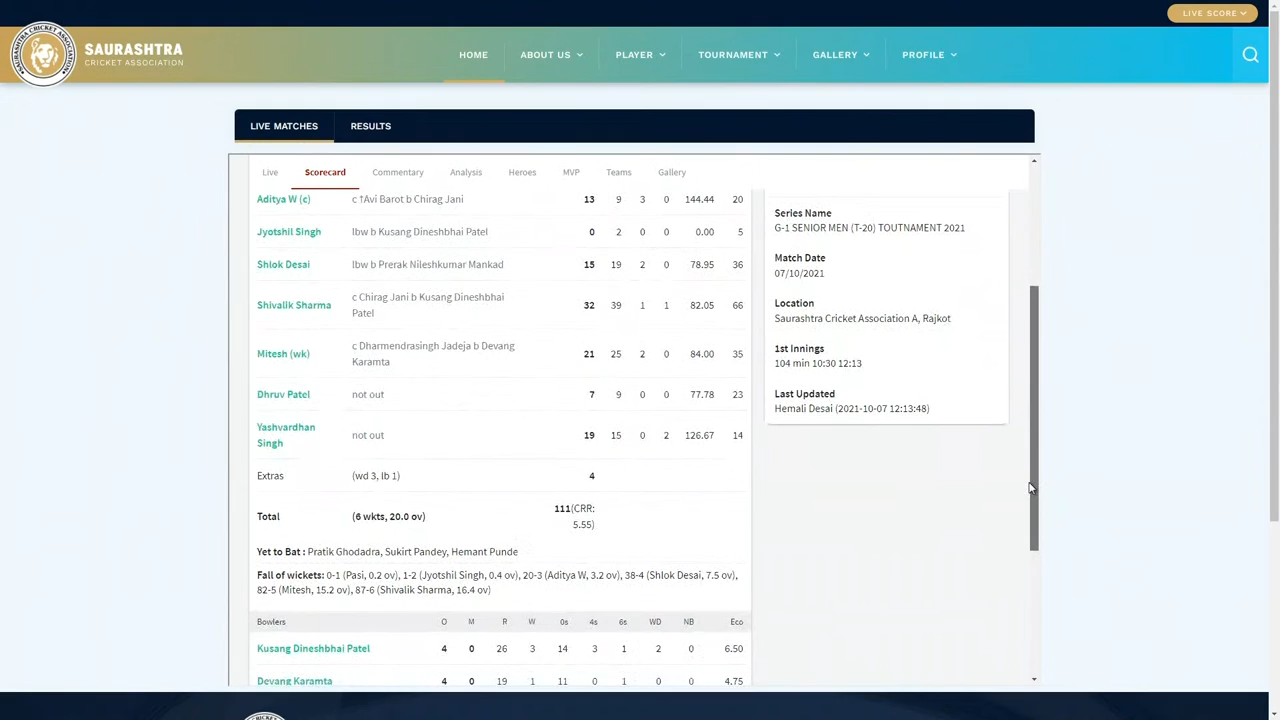 LIVE SCORE
SAURASHTRA
CRICKET ASSOCIATION
HOME ABOUT US PLAYER TOURNAMENT GALLERY PROFILE
LIVE MATCHES RESULTS
Live Scorecard Commentary Analysis Heroes MVP Teams Gallery
Aditya W (c) c †Avi Barot b Chirag Jani 13 9 3 0 144.44 20
Jyotshil Singh lbw b Kusang Dineshbhai Patel 0 2 0 0 0.00 5
Shlok Desai lbw b Prerak Nileshkumar Mankad 15 19 2 0 78.95 36
Shivalik Sharma c Chirag Jani b Kusang Dineshbhai 32 39 1 1 82.05 66
Patel
Mitesh (wk) c Dharmendrasingh Jadeja b Devang 21 25 2 0 84.00 35
Karamta
Dhruv Patel not out 7 9 0 0 77.78 23
Yashvardhan not out 19 15 0 2 126.67 14
Singh
Extras (wd 3, lb 1) 4
Total (6 wkts, 20.0 ov) 111(CRR:
5.55)
Yet to Bat : Pratik Ghodadra, Sukirt Pandey, Hemant Punde
Fall of wickets: 0-1 (Pasi, 0.2 ov), 1-2 (Jyotshil Singh, 0.4 ov), 20-3 (Aditya W, 3.2 ov), 38-4 (Shlok Desai, 7.5 ov),
82-5 (Mitesh, 15.2 ov), 87-6 (Shivalik Sharma, 16.4 ov)
Bowlers O M R W 0s 4s 6s WD NB Eco
Kusang Dineshbhai Patel 4 0 26 3 14 3 1 2 0 6.50
Devang Karamta 4 0 19 1 11 0 1 0 0 4.75
Series Name
G-1 SENIOR MEN (T-20) TOUTNAMENT 2021
Match Date
07/10/2021
Location
Saurashtra Cricket Association A, Rajkot
1st Innings
104 min 10:30 12:13
Last Updated
Hemali Desai (2021-10-07 12:13:48)